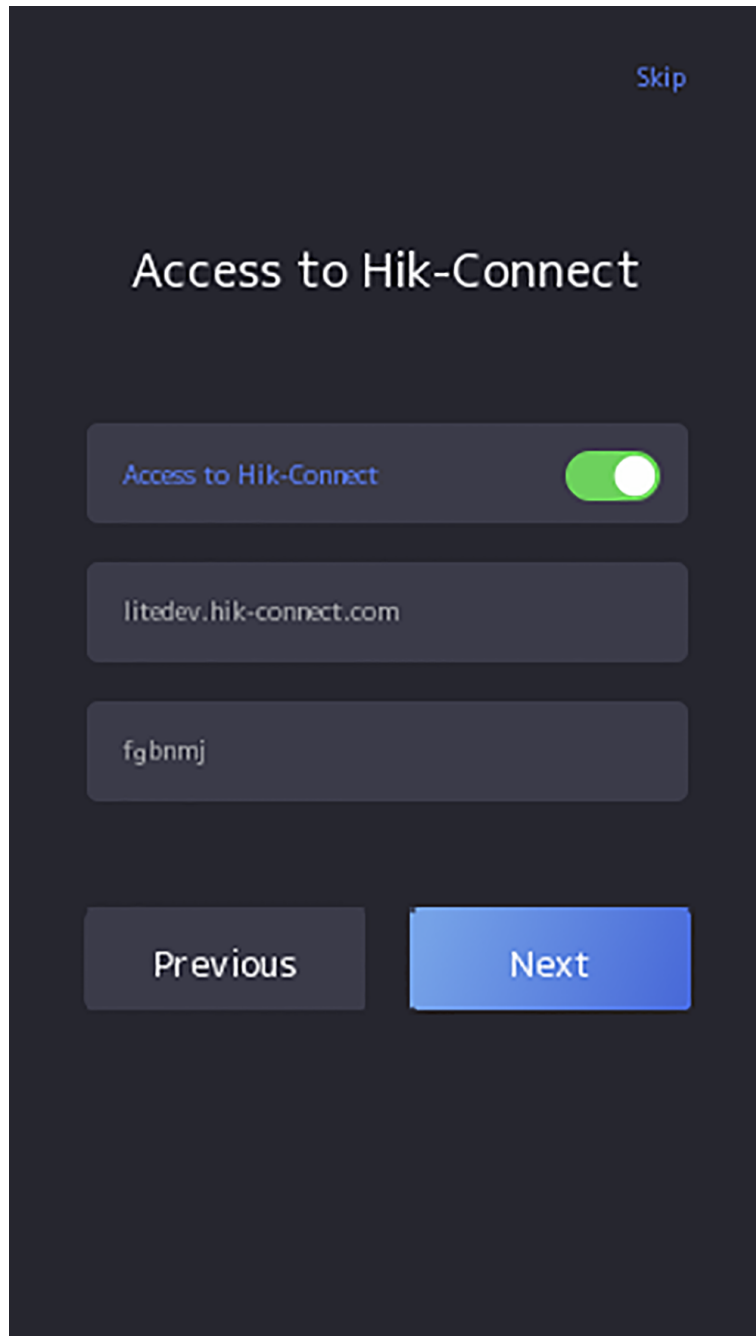 Skip
Access to Hik-Connect
Access to Hik-Connect
litedev.hik-connect.com
fgbnmj
Previous
Next